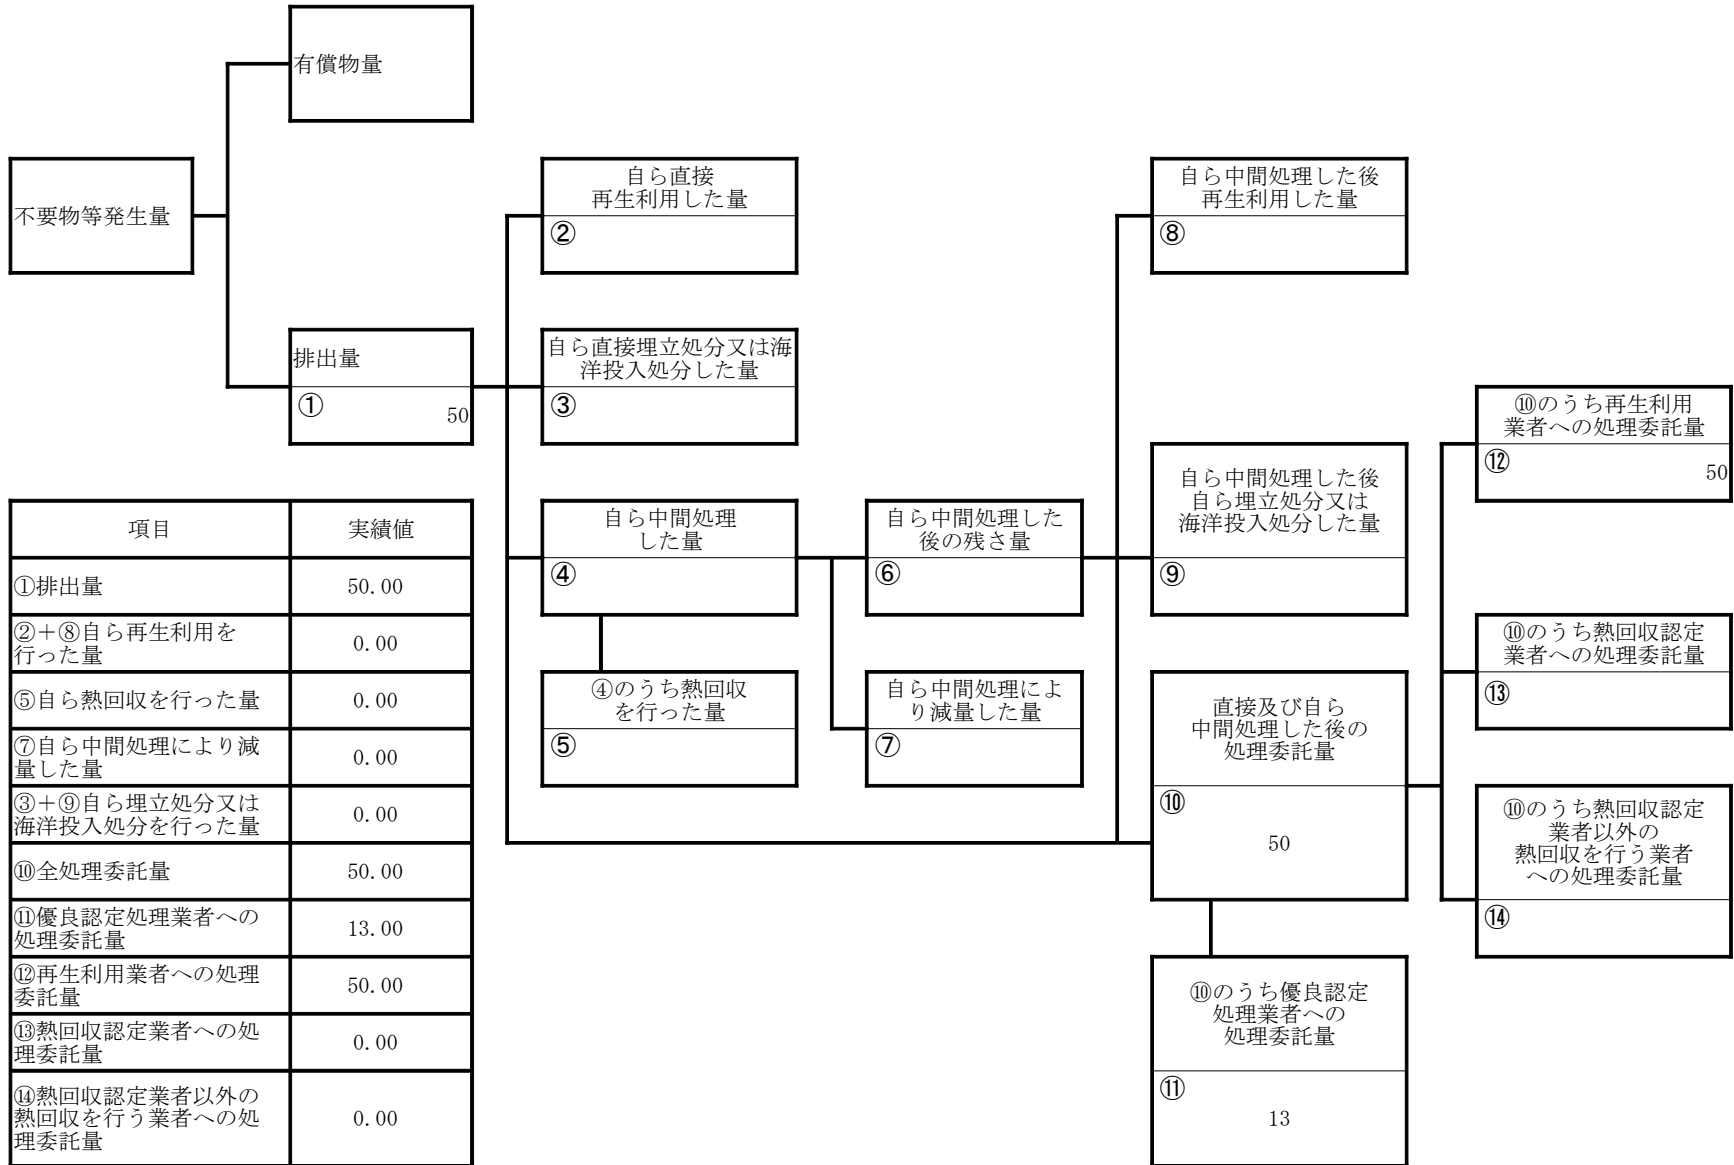 有償物量
不要物等発生量
自ら直接
再生利用した量
②
自ら中間処理した後
再生利用した量
⑧
排出量
①
50
自ら直接埋立処分又は海
洋投入処分した量
③
⑩のうち再生利用
業者への処理委託量
⑫
50
自ら中間処理
した量
④
自ら中間処理した
後の残さ量
⑥
自ら中間処理した後
自ら埋立処分又は
海洋投入処分した量
⑨
⑩のうち熱回収認定
業者への処理委託量
⑬
④のうち熱回収
を行った量
⑤
自ら中間処理によ
り減量した量
⑦
直接及び自ら
中間処理した後の
処理委託量
⑩
50
⑩のうち熱回収認定
業者以外の
熱回収を行う業者
への処理委託量
⑭
⑩のうち優良認定
処理業者への
処理委託量
⑪
13
項目 実績値
①排出量 50.00
②＋⑧自ら再生利用を
行った量 0.00
⑤自ら熱回収を行った量 0.00
⑦自ら中間処理により減
量した量 0.00
③＋⑨自ら埋立処分又は
海洋投入処分を行った量 0.00
⑩全処理委託量 50.00
⑪優良認定処理業者への
処理委託量 13.00
⑫再生利用業者への処理
委託量 50.00
⑬熱回収認定業者への処
理委託量 0.00
⑭熱回収認定業者以外の
熱回収を行う業者への処
理委託量 0.00